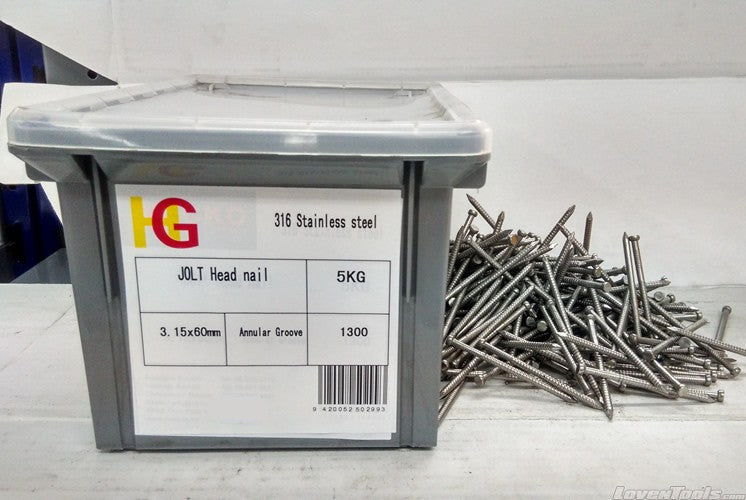 HG
316 Stainless steel
JOLT Head nail
5KG
3.15x60mm
Annular Groove
1300
9 420052 502993
LovenTools.com